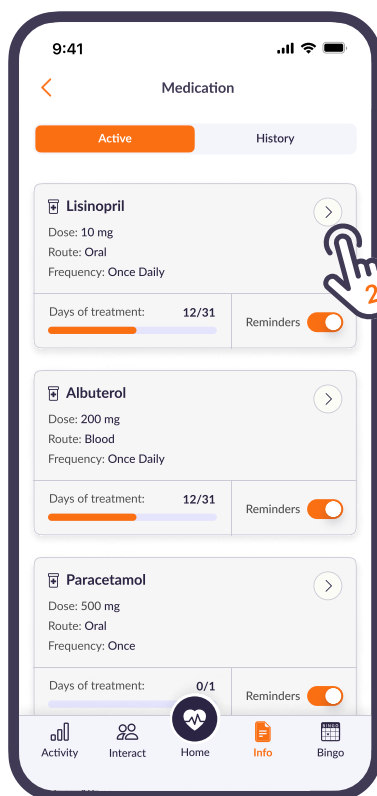 9:41
Medication
Active History
Lisinopril
Dose: 10 mg
Route: Oral
Frequency: Once Daily
Days of treatment: 12/31
Reminders
2
Albuterol
Dose: 200 mg
Route: Blood
Frequency: Once Daily
Days of treatment: 12/31
Reminders
Paracetamol
Dose: 500 mg
Route: Oral
Frequency: Once
Days of treatment: 0/1
Reminders
BINGO
Activity Interact Home Info Bingo